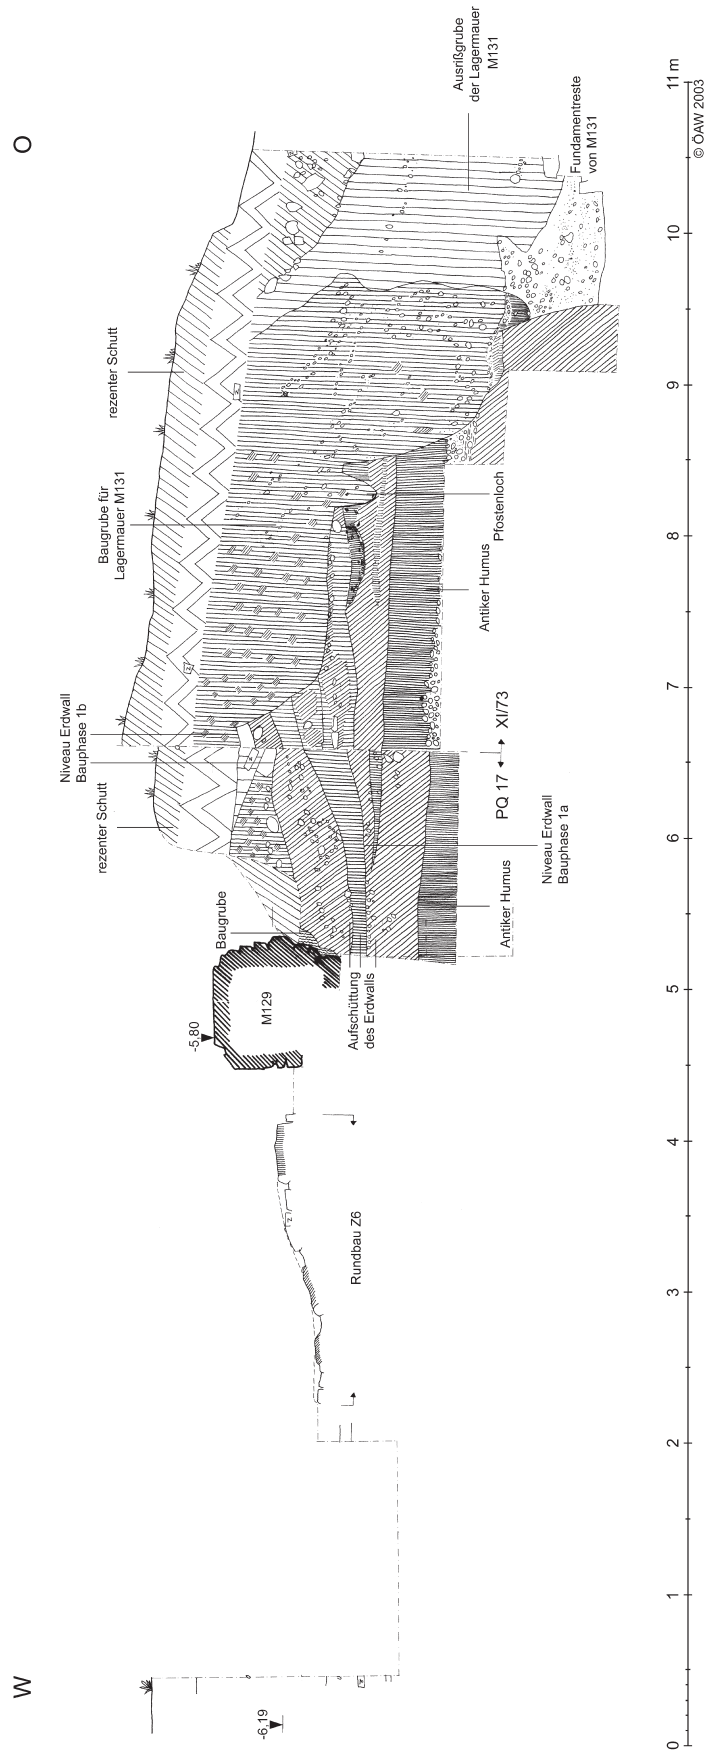 W
O
-6,19
-5,80
M129
Rundbau Z6
Baugrube
rezenter Schutt
Niveau Erdwall
Bauphase 1b
Baugrube für
Lagermauer M131
rezenter Schutt
Ausrißgrube
der Lagermauer
M131
Fundamentreste
von M131
Pfostenloch
Antiker Humus
PQ 17
XI/73
Niveau Erdwall
Bauphase 1a
Antiker Humus
Aufschüttung
des Erdwalls
Z
Z
Z
Z
0 1 2 3 4 5 6 7 8 9 10 11m
© ÖAW 2003